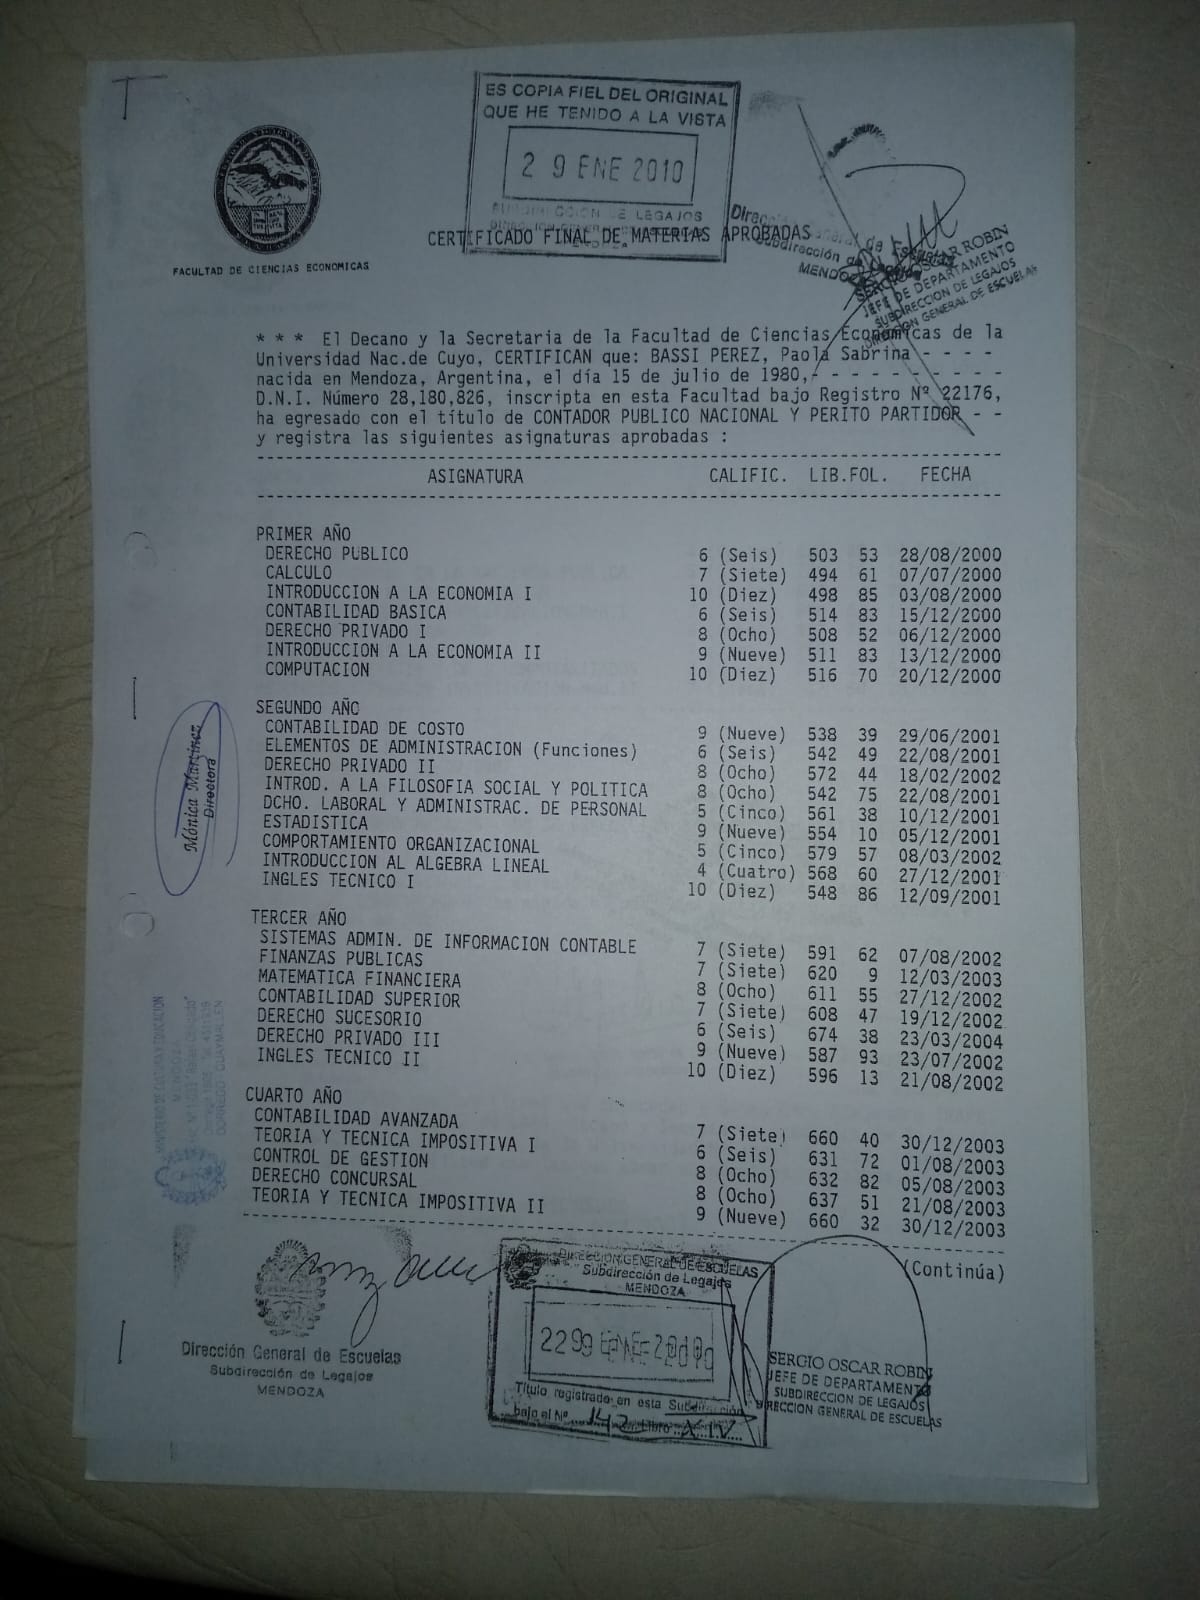 ES COPIA FIEL DEL ORIGINAL
QUE HE TENIDO A LA VISTA
29 ENE 2010
SUBDIRECCION DE LEGAJOS
FACULTAD DE CIENCIAS ECONOMICAS
CERTIFICADO FINAL DE MATERIAS APROBADAS
Dirección General de Escuelas
Subdirección de Legajos
MENDOZA
SERGIO OSCAR ROBIN
JEFE DE DEPARTAMENTO
SUBDIRECCION DE LEGAJOS
DIRECCION GENERAL DE ESCUELAS
* * * El Decano y la Secretaria de la Facultad de Ciencias Económicas de la
Universidad Nac.de Cuyo, CERTIFICAN que: BASSI PEREZ, Paola Sabrina - - - -
nacida en Mendoza, Argentina, el día 15 de julio de 1980,- - - - - - - - - -
D.N.I. Número 28,180,826, inscripta en esta Facultad bajo Registro Nº 22176,
ha egresado con el título de CONTADOR PUBLICO NACIONAL Y PERITO PARTIDOR - -
y registra las siguientes asignaturas aprobadas :
ASIGNATURA CALIFIC. LIB.FOL. FECHA
PRIMER AÑO
DERECHO PUBLICO 6 (Seis) 503 53 28/08/2000
CALCULO 7 (Siete) 494 61 07/07/2000
INTRODUCCION A LA ECONOMIA I 10 (Diez) 498 85 03/08/2000
CONTABILIDAD BASICA 6 (Seis) 514 83 15/12/2000
DERECHO PRIVADO I 8 (Ocho) 508 52 06/12/2000
INTRODUCCION A LA ECONOMIA II 9 (Nueve) 511 83 13/12/2000
COMPUTACION 10 (Diez) 516 70 20/12/2000
SEGUNDO AÑO
CONTABILIDAD DE COSTO 9 (Nueve) 538 39 29/06/2001
ELEMENTOS DE ADMINISTRACION (Funciones) 6 (Seis) 542 49 22/08/2001
DERECHO PRIVADO II 8 (Ocho) 572 44 18/02/2002
INTROD. A LA FILOSOFIA SOCIAL Y POLITICA 8 (Ocho) 542 75 22/08/2001
DCHO. LABORAL Y ADMINISTRAC. DE PERSONAL 5 (Cinco) 561 38 10/12/2001
ESTADISTICA 9 (Nueve) 554 10 05/12/2001
COMPORTAMIENTO ORGANIZACIONAL 5 (Cinco) 579 57 08/03/2002
INTRODUCCION AL ALGEBRA LINEAL 4 (Cuatro) 568 60 27/12/2001
INGLES TECNICO I 10 (Diez) 548 86 12/09/2001
Mónica Martínez
Directora
TERCER AÑO
SISTEMAS ADMIN. DE INFORMACION CONTABLE 7 (Siete) 591 62 07/08/2002
FINANZAS PUBLICAS 7 (Siete) 620 9 12/03/2003
MATEMATICA FINANCIERA 8 (Ocho) 611 55 27/12/2002
CONTABILIDAD SUPERIOR 7 (Siete) 608 47 19/12/2002
DERECHO SUCESORIO 6 (Seis) 674 38 23/03/2004
DERECHO PRIVADO III 9 (Nueve) 587 93 23/07/2002
INGLES TECNICO II 10 (Diez) 596 13 21/08/2002
CUARTO AÑO
CONTABILIDAD AVANZADA 7 (Siete) 660 40 30/12/2003
TEORIA Y TECNICA IMPOSITIVA I 6 (Seis) 631 72 01/08/2003
CONTROL DE GESTION 8 (Ocho) 632 82 05/08/2003
DERECHO CONCURSAL 8 (Ocho) 637 51 21/08/2003
TEORIA Y TECNICA IMPOSITIVA II 9 (Nueve) 660 32 30/12/2003
(Continúa)
MINISTERIO DE CULTURA Y EDUCACION
MENDOZA
Dirección General de Escuelas
Subdirección de Legajos
MENDOZA
DIRECCION GENERAL DE ESCUELAS
Subdirección de Legajos
MENDOZA
Título registrado en esta Subdirección
bajo el Nº 142 Libro XIV
SERGIO OSCAR ROBIN
JEFE DE DEPARTAMENTO
SUBDIRECCION DE LEGAJOS
DIRECCION GENERAL DE ESCUELAS